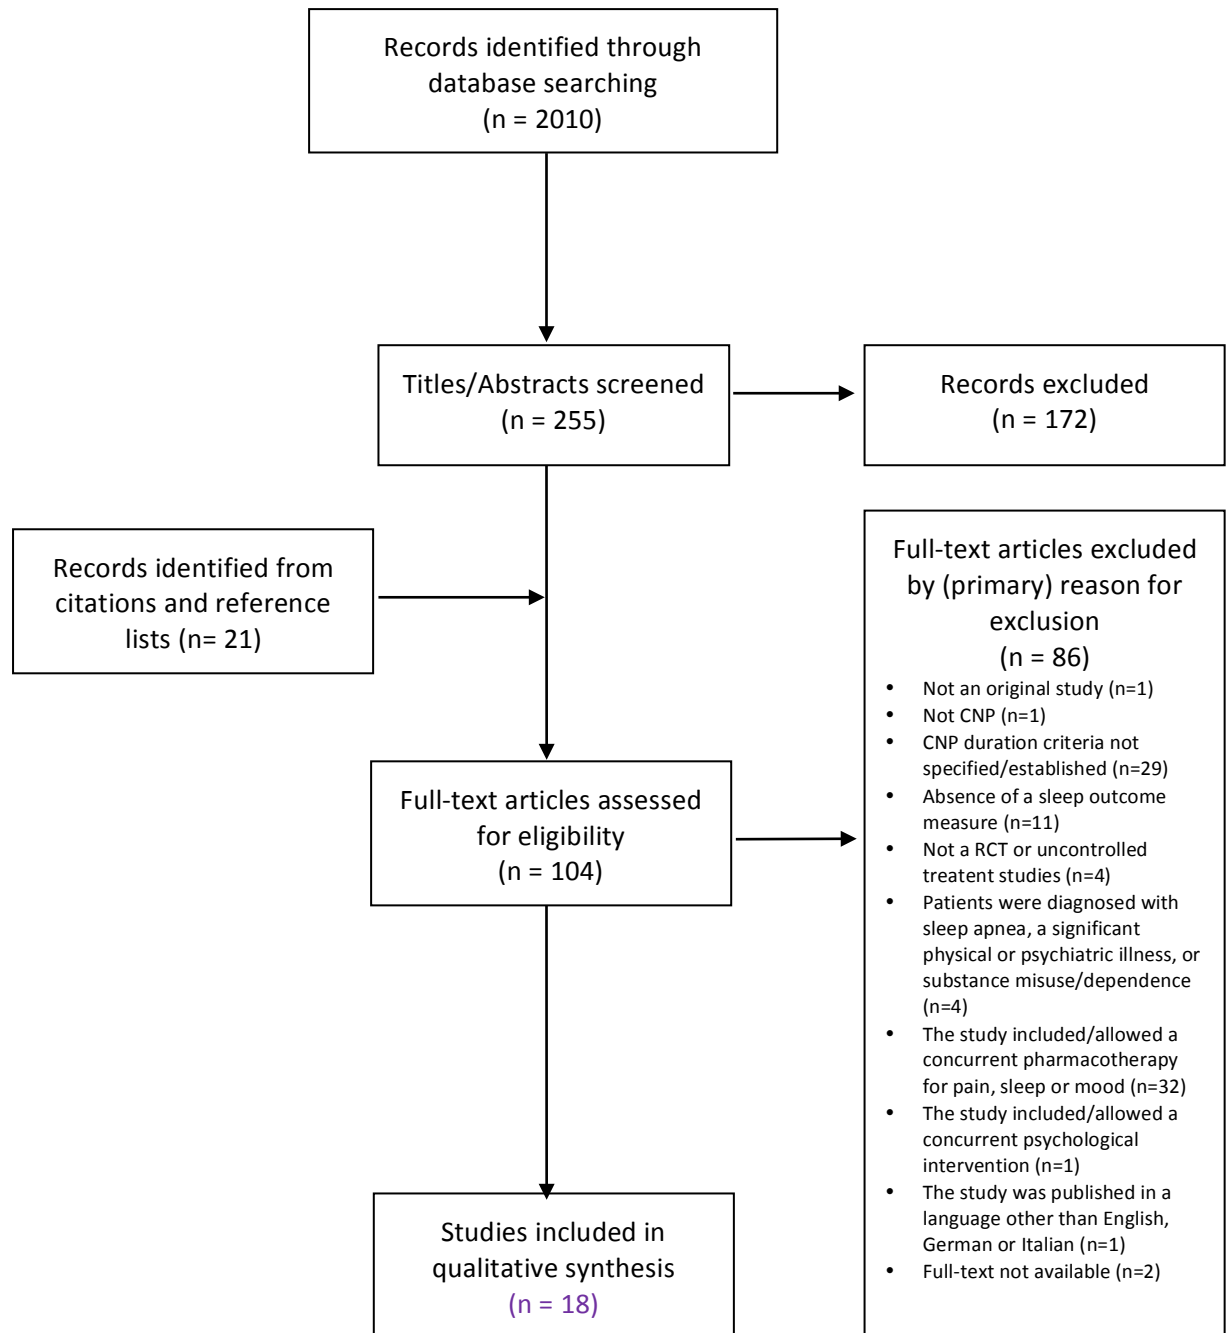 Records identified through
database searching
(n = 2010)
Titles/Abstracts screened
(n = 255)
Records excluded
(n = 172)
Records identified from
citations and reference
lists (n= 21)
Full-text articles assessed
for eligibility
(n = 104)
Full-text articles excluded
by (primary) reason for
exclusion
(n = 86)
• Not an original study (n=1)
• Not CNP (n=1)
• CNP duration criteria not
specified/established (n=29)
• Absence of a sleep outcome
measure (n=11)
• Not a RCT or uncontrolled
treatent studies (n=4)
• Patients were diagnosed with
sleep apnea, a significant
physical or psychiatric illness, or
substance misuse/dependence
(n=4)
• The study included/allowed a
concurrent pharmacotherapy
for pain, sleep or mood (n=32)
• The study included/allowed a
concurrent psychological
intervention (n=1)
• The study was published in a
language other than English,
German or Italian (n=1)
• Full-text not available (n=2)
Studies included in
qualitative synthesis
(n = 18)